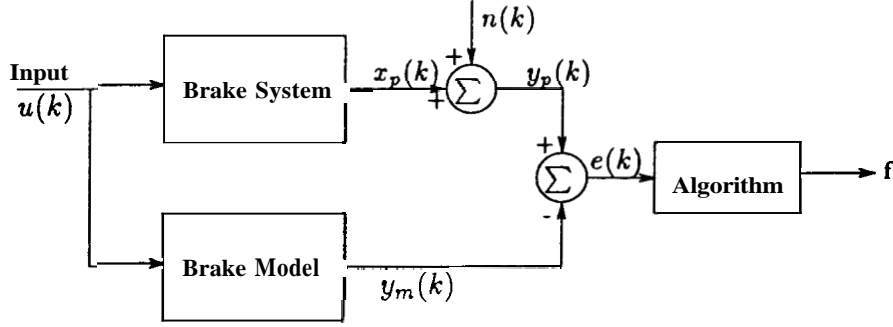 n(k)
Input
u(k)
Brake System
x_p(k)
+
+
Σ
y_p(k)
+
Σ
-
e(k)
Algorithm
f
Brake Model
y_m(k)